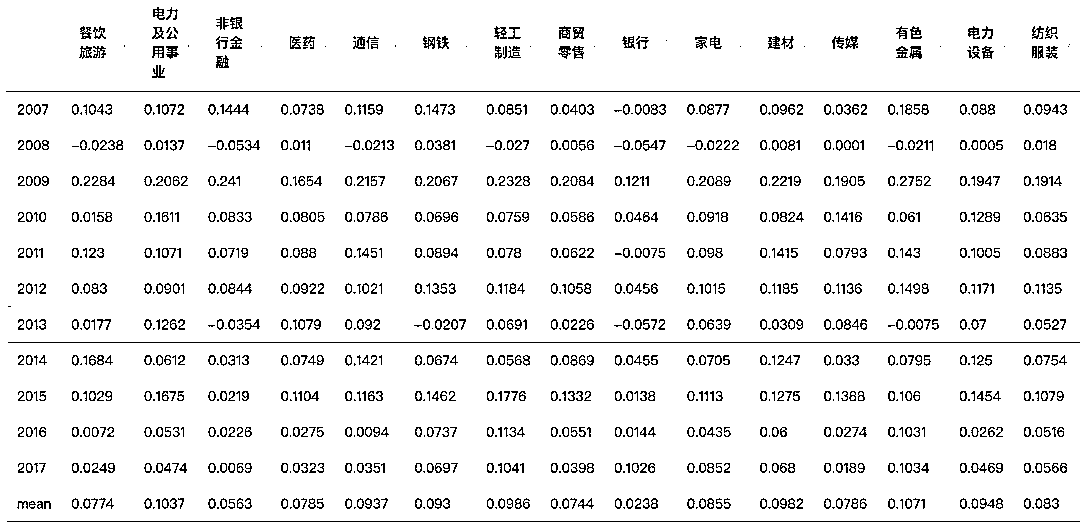 餐饮旅游 电力及公用事业 非银行金融 医药 通信 钢铁 轻工制造 商贸零售 银行 家电 建材 传媒 有色金属 电力设备 纺织服装
2007 0.1043 0.1072 0.1444 0.0738 0.1159 0.1473 0.0851 0.0403 −0.0083 0.0877 0.0962 0.0362 0.1858 0.088 0.0943
2008 −0.0238 0.0137 −0.0534 0.011 −0.0213 0.0381 −0.027 0.0056 −0.0547 −0.0222 0.0081 0.0001 −0.0211 0.0005 0.018
2009 0.2284 0.2062 0.241 0.1654 0.2157 0.2067 0.2328 0.2084 0.1211 0.2089 0.2219 0.1905 0.2752 0.1947 0.1914
2010 0.0158 0.1611 0.0833 0.0805 0.0786 0.0696 0.0759 0.0586 0.0464 0.0918 0.0824 0.1416 0.061 0.1289 0.0635
2011 0.123 0.1071 0.0719 0.088 0.1451 0.0894 0.078 0.0622 −0.0075 0.098 0.1415 0.0793 0.143 0.1005 0.0883
2012 0.083 0.0901 0.0844 0.0922 0.1021 0.1353 0.1184 0.1058 0.0456 0.1015 0.1185 0.1136 0.1498 0.1171 0.1135
2013 0.0177 0.1262 −0.0354 0.1079 0.092 −0.0207 0.0691 0.0226 −0.0572 0.0639 0.0309 0.0846 −0.0075 0.07 0.0527
2014 0.1684 0.0612 0.0313 0.0749 0.1421 0.0674 0.0568 0.0869 0.0455 0.0705 0.1247 0.033 0.0795 0.125 0.0754
2015 0.1029 0.1675 0.0219 0.1104 0.1163 0.1462 0.1776 0.1332 0.0138 0.1113 0.1275 0.1388 0.106 0.1454 0.1079
2016 0.0072 0.0531 0.0226 0.0275 0.0094 0.0737 0.1134 0.0551 0.0144 0.0435 0.06 0.0274 0.1031 0.0262 0.0516
2017 0.0249 0.0474 0.0069 0.0323 0.0351 0.0697 0.1041 0.0398 0.1026 0.0852 0.068 0.0189 0.1034 0.0469 0.0566
mean 0.0774 0.1037 0.0563 0.0785 0.0937 0.093 0.0986 0.0744 0.0238 0.0855 0.0982 0.0786 0.1071 0.0948 0.083